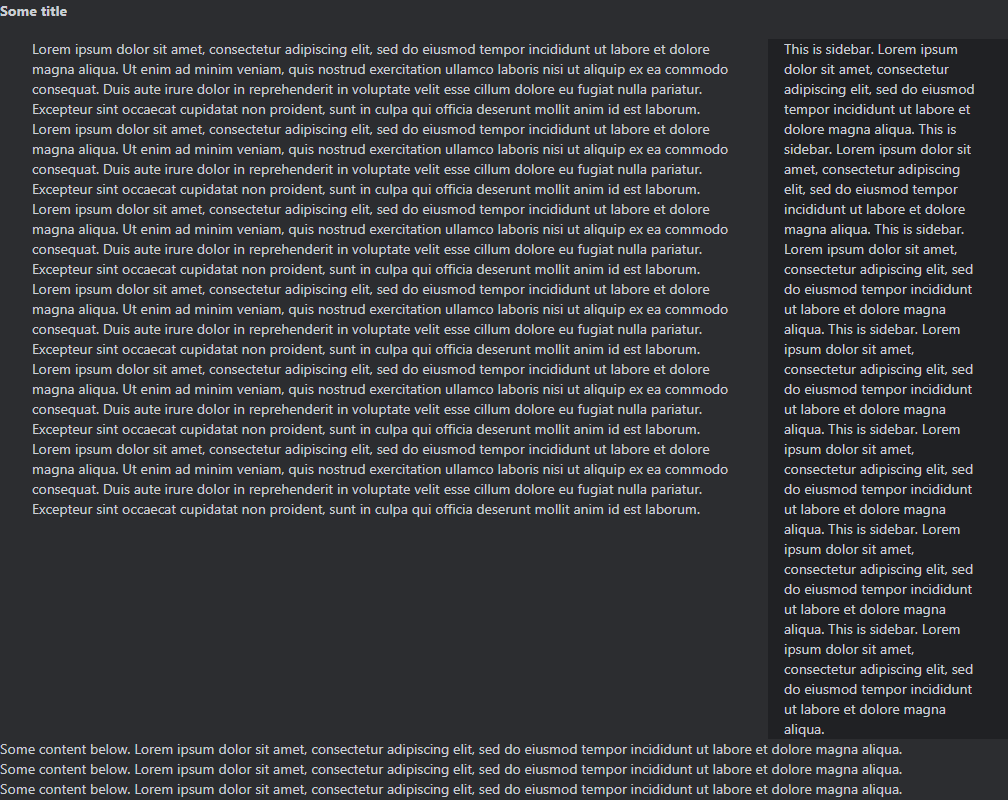 Some title
Lorem ipsum dolor sit amet, consectetur adipiscing elit, sed do eiusmod tempor incididunt ut labore et dolore
magna aliqua. Ut enim ad minim veniam, quis nostrud exercitation ullamco laboris nisi ut aliquip ex ea commodo
consequat. Duis aute irure dolor in reprehenderit in voluptate velit esse cillum dolore eu fugiat nulla pariatur.
Excepteur sint occaecat cupidatat non proident, sunt in culpa qui officia deserunt mollit anim id est laborum.
Lorem ipsum dolor sit amet, consectetur adipiscing elit, sed do eiusmod tempor incididunt ut labore et dolore
magna aliqua. Ut enim ad minim veniam, quis nostrud exercitation ullamco laboris nisi ut aliquip ex ea commodo
consequat. Duis aute irure dolor in reprehenderit in voluptate velit esse cillum dolore eu fugiat nulla pariatur.
Excepteur sint occaecat cupidatat non proident, sunt in culpa qui officia deserunt mollit anim id est laborum.
Lorem ipsum dolor sit amet, consectetur adipiscing elit, sed do eiusmod tempor incididunt ut labore et dolore
magna aliqua. Ut enim ad minim veniam, quis nostrud exercitation ullamco laboris nisi ut aliquip ex ea commodo
consequat. Duis aute irure dolor in reprehenderit in voluptate velit esse cillum dolore eu fugiat nulla pariatur.
Excepteur sint occaecat cupidatat non proident, sunt in culpa qui officia deserunt mollit anim id est laborum.
Lorem ipsum dolor sit amet, consectetur adipiscing elit, sed do eiusmod tempor incididunt ut labore et dolore
magna aliqua. Ut enim ad minim veniam, quis nostrud exercitation ullamco laboris nisi ut aliquip ex ea commodo
consequat. Duis aute irure dolor in reprehenderit in voluptate velit esse cillum dolore eu fugiat nulla pariatur.
Excepteur sint occaecat cupidatat non proident, sunt in culpa qui officia deserunt mollit anim id est laborum.
Lorem ipsum dolor sit amet, consectetur adipiscing elit, sed do eiusmod tempor incididunt ut labore et dolore
magna aliqua. Ut enim ad minim veniam, quis nostrud exercitation ullamco laboris nisi ut aliquip ex ea commodo
consequat. Duis aute irure dolor in reprehenderit in voluptate velit esse cillum dolore eu fugiat nulla pariatur.
Excepteur sint occaecat cupidatat non proident, sunt in culpa qui officia deserunt mollit anim id est laborum.
Lorem ipsum dolor sit amet, consectetur adipiscing elit, sed do eiusmod tempor incididunt ut labore et dolore
magna aliqua. Ut enim ad minim veniam, quis nostrud exercitation ullamco laboris nisi ut aliquip ex ea commodo
consequat. Duis aute irure dolor in reprehenderit in voluptate velit esse cillum dolore eu fugiat nulla pariatur.
Excepteur sint occaecat cupidatat non proident, sunt in culpa qui officia deserunt mollit anim id est laborum.
This is sidebar. Lorem ipsum
dolor sit amet, consectetur
adipiscing elit, sed do eiusmod
tempor incididunt ut labore et
dolore magna aliqua. This is
sidebar. Lorem ipsum dolor sit
amet, consectetur adipiscing
elit, sed do eiusmod tempor
incididunt ut labore et dolore
magna aliqua. This is sidebar.
Lorem ipsum dolor sit amet,
consectetur adipiscing elit, sed
do eiusmod tempor incididunt
ut labore et dolore magna
aliqua. This is sidebar. Lorem
ipsum dolor sit amet,
consectetur adipiscing elit, sed
do eiusmod tempor incididunt
ut labore et dolore magna
aliqua. This is sidebar. Lorem
ipsum dolor sit amet,
consectetur adipiscing elit, sed
do eiusmod tempor incididunt
ut labore et dolore magna
aliqua. This is sidebar. Lorem
ipsum dolor sit amet,
consectetur adipiscing elit, sed
do eiusmod tempor incididunt
ut labore et dolore magna
aliqua. This is sidebar. Lorem
ipsum dolor sit amet,
consectetur adipiscing elit, sed
do eiusmod tempor incididunt
ut labore et dolore magna
aliqua.
Some content below. Lorem ipsum dolor sit amet, consectetur adipiscing elit, sed do eiusmod tempor incididunt ut labore et dolore magna aliqua.
Some content below. Lorem ipsum dolor sit amet, consectetur adipiscing elit, sed do eiusmod tempor incididunt ut labore et dolore magna aliqua.
Some content below. Lorem ipsum dolor sit amet, consectetur adipiscing elit, sed do eiusmod tempor incididunt ut labore et dolore magna aliqua.